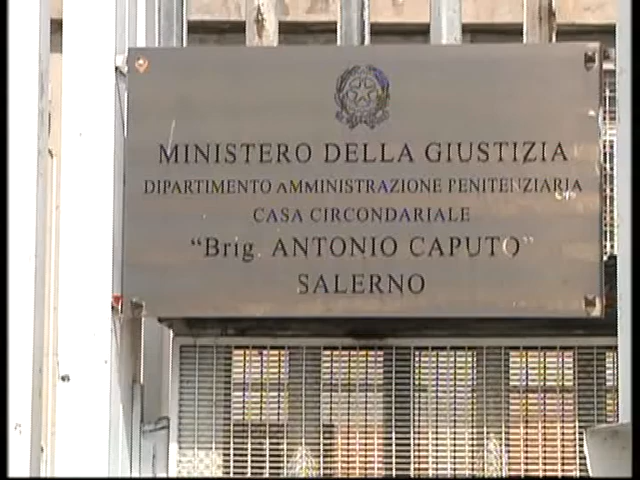 MINISTERO DELLA GIUSTIZIA
DIPARTIMENTO AMMINISTRAZIONE PENITENZIARIA
CASA CIRCONDARIALE
“Brig. ANTONIO CAPUTO”
SALERNO